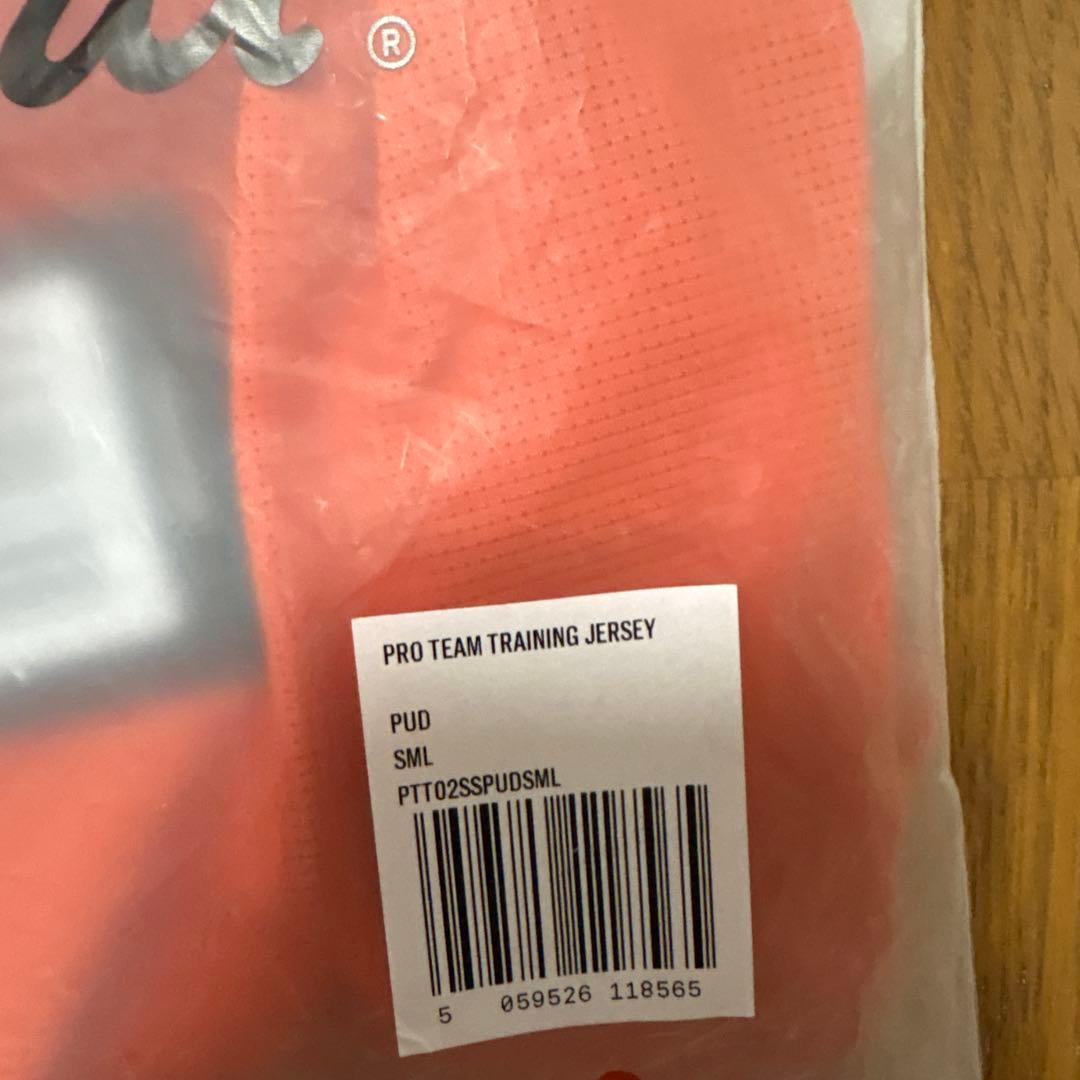 ®
PRO TEAM TRAINING JERSEY
PUD
SML
PTT02SSPUDSML
5 059526 118565